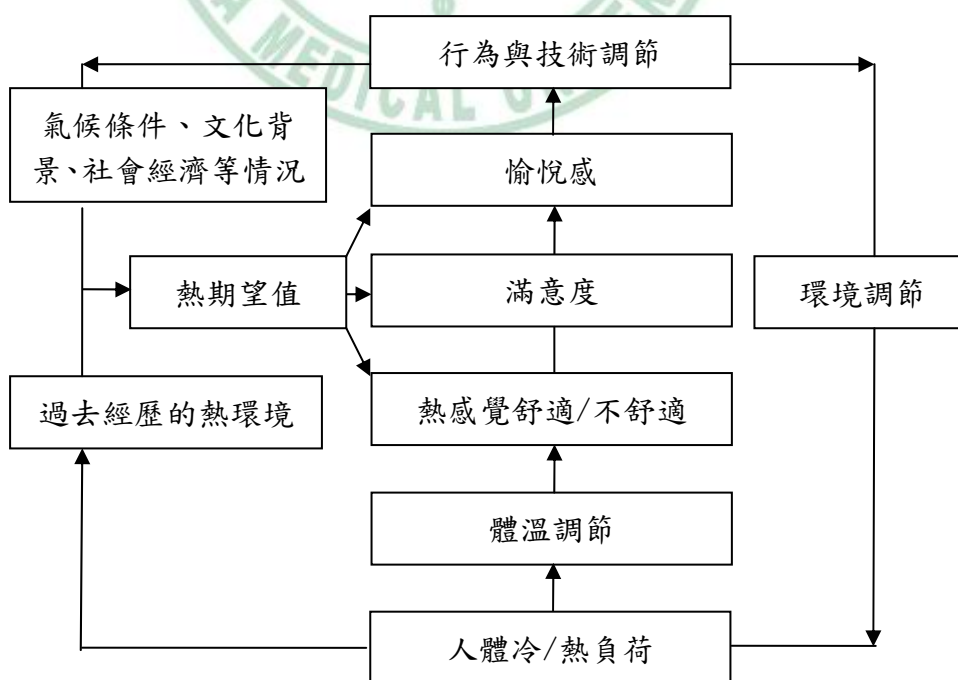 A MEDICAL UN
行為與技術調節
氣候條件、文化背
景、社會經濟等情況
愉悅感
熱期望值
滿意度
環境調節
過去經歷的熱環境
熱感覺舒適/不舒適
體溫調節
人體冷/熱負荷